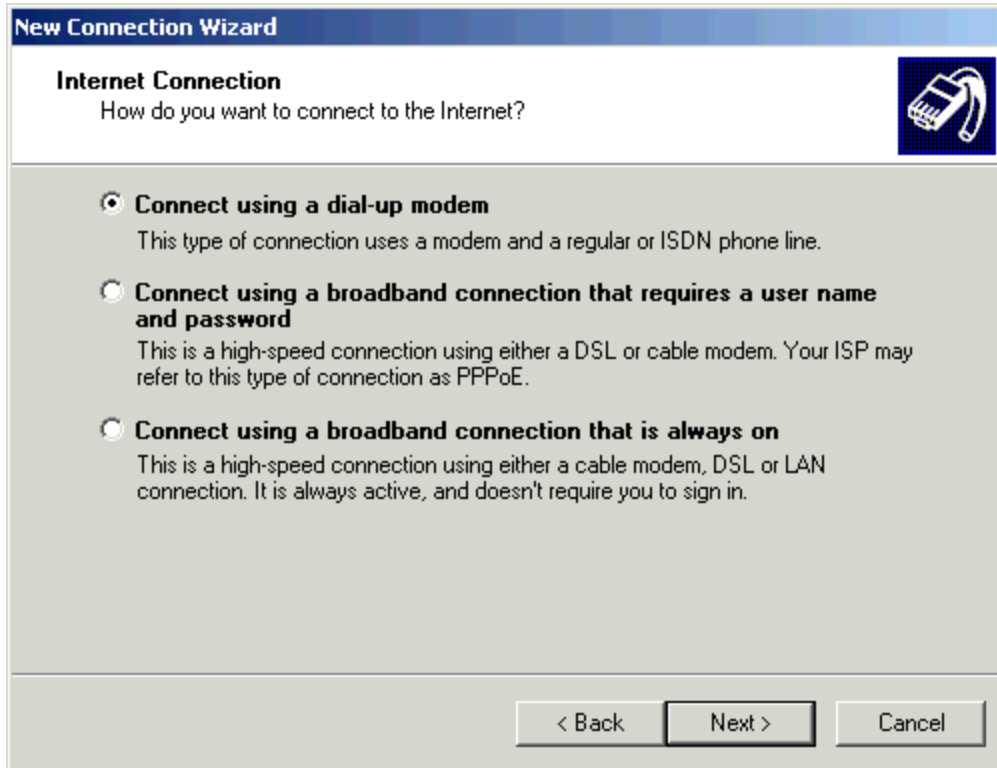 New Connection Wizard
Internet Connection
How do you want to connect to the Internet?
Connect using a dial-up modem
This type of connection uses a modem and a regular or ISDN phone line.
Connect using a broadband connection that requires a user name
and password
This is a high-speed connection using either a DSL or cable modem. Your ISP may
refer to this type of connection as PPPoE.
Connect using a broadband connection that is always on
This is a high-speed connection using either a cable modem, DSL or LAN
connection. It is always active, and doesn't require you to sign in.
< Back Next > Cancel